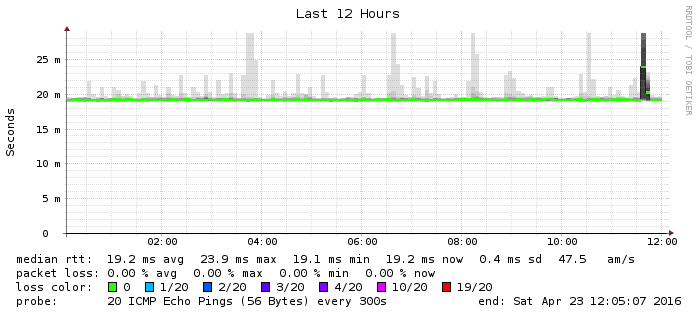 Last 12 Hours
RRDTOOL / TOBI OETIKER
Seconds
25 m
20 m
15 m
10 m
5 m
0
02:00 04:00 06:00 08:00 10:00 12:00
median rtt: 19.2 ms avg 23.9 ms max 19.1 ms min 19.2 ms now 0.4 ms sd 47.5 am/s
packet loss: 0.00 % avg 0.00 % max 0.00 % min 0.00 % now
loss color: 0 1/20 2/20 3/20 4/20 10/20 19/20
probe: 20 ICMP Echo Pings (56 Bytes) every 300s end: Sat Apr 23 12:05:07 2016